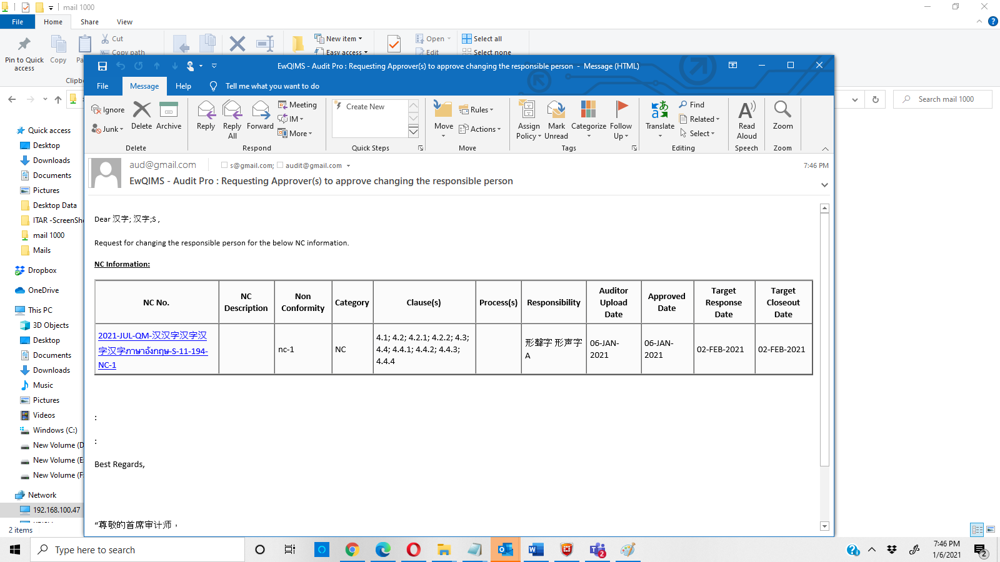 mail 1000
File Home Share View
Pin to Quick access
Copy
Cut
Copy path
New item
Easy access
Open
Edit
Select all
Select none
Search mail 1000
Quick access
Desktop
Downloads
Documents
Pictures
Desktop Data
ITAR -ScreenSh
mail 1000
Mails
Dropbox
OneDrive
This PC
3D Objects
Desktop
Documents
Downloads
Music
Pictures
Videos
Windows (C:)
New Volume (D
New Volume (E
New Volume (F
Network
192.168.100.47
2 items
EwQIMS - Audit Pro : Requesting Approver(s) to approve changing the responsible person - Message (HTML)
File Message Help Tell me what you want to do
Ignore
Junk
Delete
Archive
Delete
Reply
Reply All
Forward
Meeting
IM
More
Respond
Create New
Quick Steps
Move
Rules
Actions
Move
Assign Policy
Mark Unread
Categorize
Follow Up
Tags
Translate
Find
Related
Select
Editing
Read Aloud
Speech
Zoom
Zoom
aud@gmail.com s@gmail.com; audit@gmail.com 7:46 PM
EwQIMS - Audit Pro : Requesting Approver(s) to approve changing the responsible person
Dear 汉字; 汉字;S ,
Request for changing the responsible person for the below NC information.
NC Information:
NC No.
NC Description
Non Conformity
Category
Clause(s)
Process(s)
Responsibility
Auditor Upload Date
Approved Date
Target Response Date
Target Closeout Date
2021-JUL-QM-汉汉字汉字汉
字汉字ภาษาอังกฤษ-S-11-194-
NC-1
nc-1
NC
4.1; 4.2; 4.2.1; 4.2.2; 4.3;
4.4; 4.4.1; 4.4.2; 4.4.3;
4.4.4
形聲字 形声字
A
06-JAN-
2021
06-JAN-
2021
02-FEB-2021
02-FEB-2021
:
:
Best Regards,
“尊敬的首席审计师，
Type here to search
2
7:46 PM
1/6/2021
2